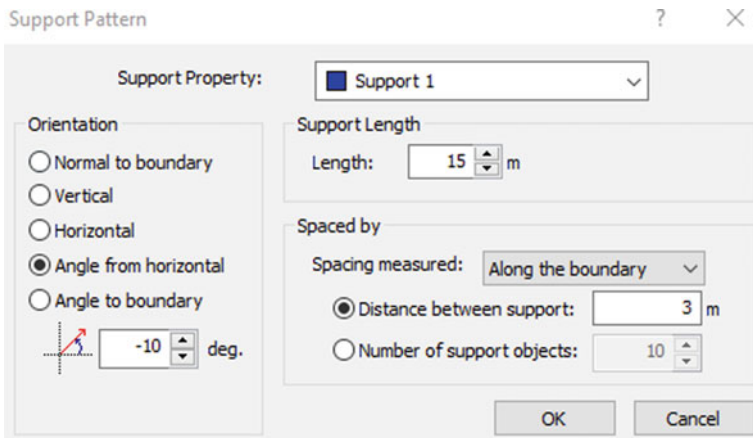 Support Pattern ? ×
Support Property: Support 1
Orientation
Normal to boundary
Vertical
Horizontal
Angle from horizontal
Angle to boundary
-10 deg.
Support Length
Length: 15 m
Spaced by
Spacing measured: Along the boundary
Distance between support: 3 m
Number of support objects: 10
OK Cancel